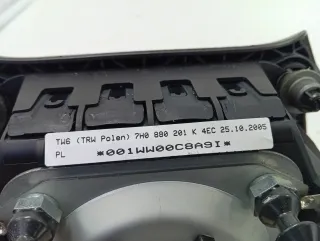 TW6 (TRW Polen) 7H0 880 201 K 4EC 25.10.2005
PL *001WW00C8A9I*